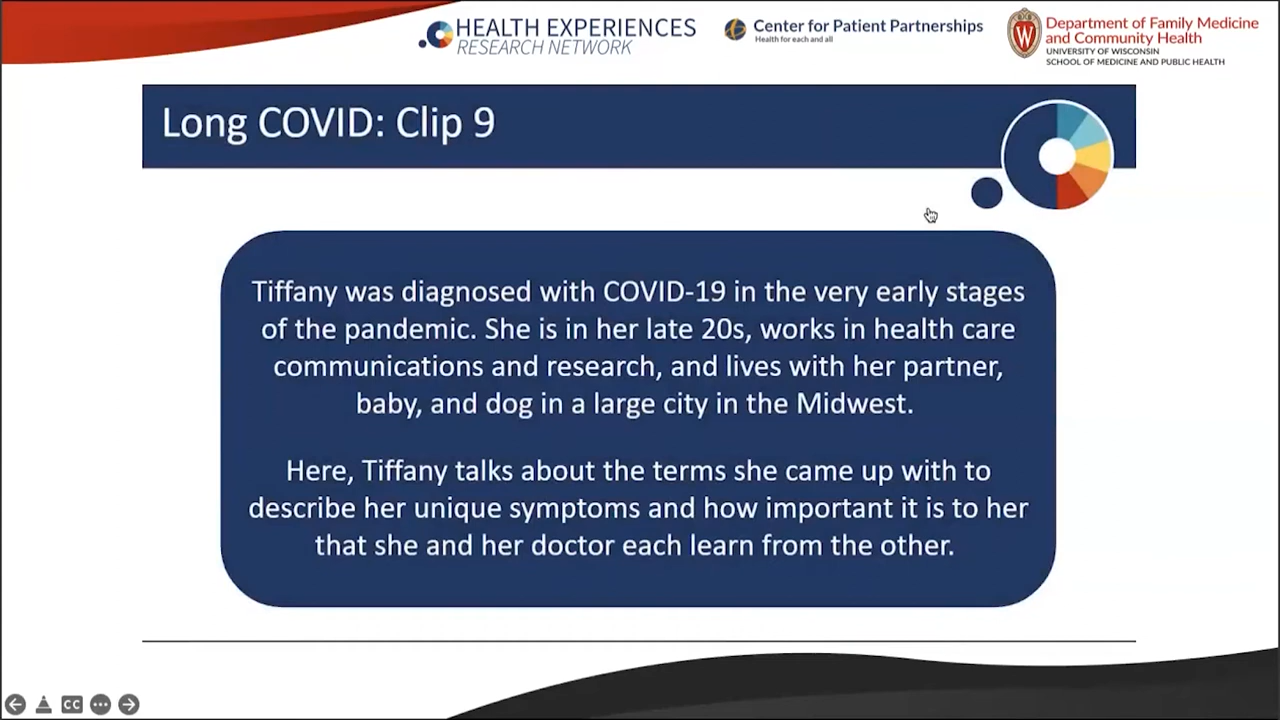 HEALTH EXPERIENCES
RESEARCH NETWORK
Center for Patient Partnerships
Health for each and all
W
Department of Family Medicine
and Community Health
UNIVERSITY OF WISCONSIN
SCHOOL OF MEDICINE AND PUBLIC HEALTH
Long COVID: Clip 9
Tiffany was diagnosed with COVID-19 in the very early stages
of the pandemic. She is in her late 20s, works in health care
communications and research, and lives with her partner,
baby, and dog in a large city in the Midwest.
Here, Tiffany talks about the terms she came up with to
describe her unique symptoms and how important it is to her
that she and her doctor each learn from the other.
CC